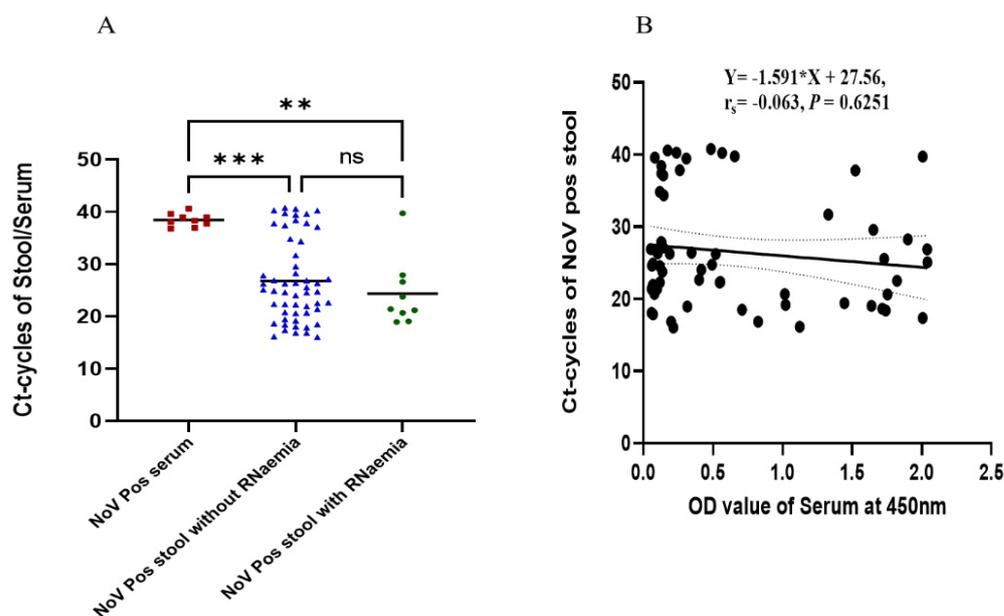 A
Ct-cycles of Stool/Serum
50
40
30
20
10
0
**
***
ns
NoV Pos serum
NoV Pos stool without RNaemia
NoV Pos stool with RNaemia
B
Y= -1.591*X + 27.56,
rs= -0.063, P = 0.6251
Ct-cycles of NoV pos stool
50
40
30
20
10
0
0.0 0.5 1.0 1.5 2.0 2.5
OD value of Serum at 450nm